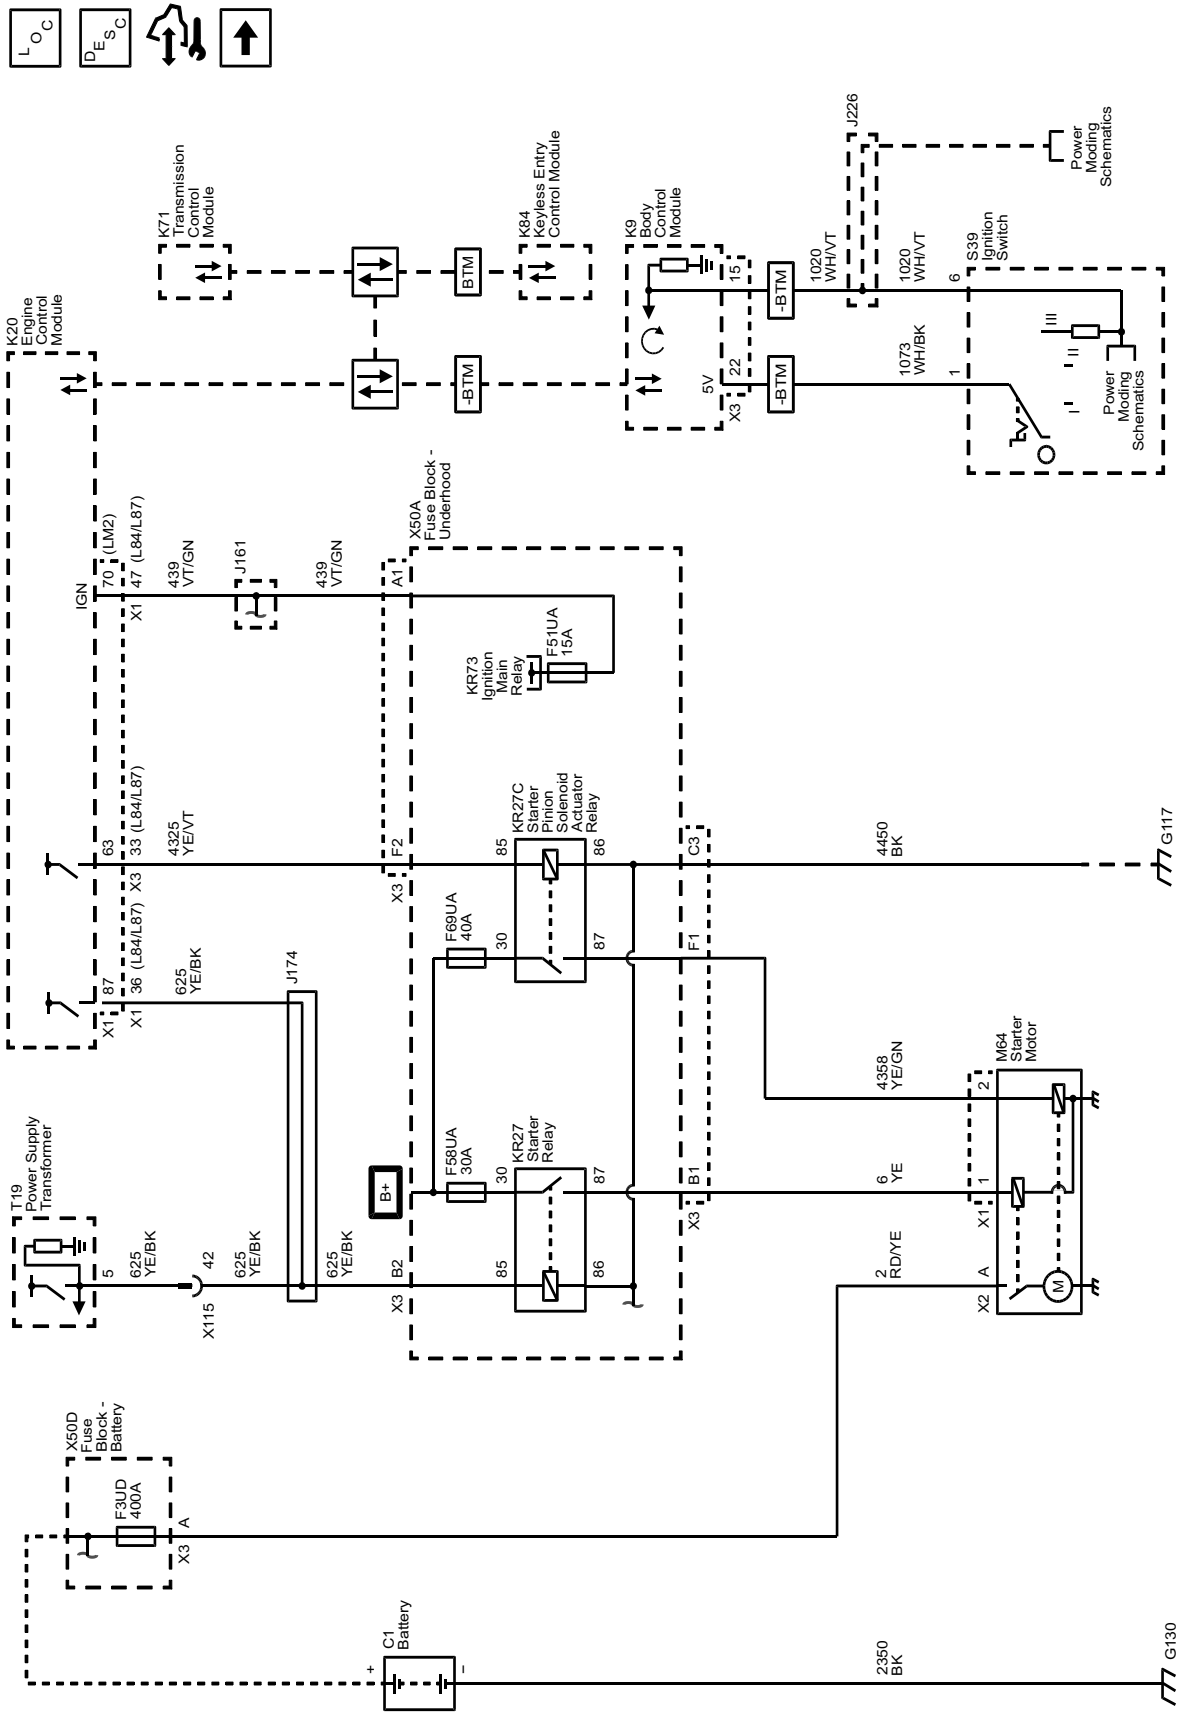 L O C
D E S C
K20
Engine
Control
Module
K71
Transmission
Control
Module
K84
Keyless Entry
Control Module
K9
Body
Control
Module
BTM
-BTM
-BTM
-BTM
5V
22
15
X3
J226
1020
WH/VT
1020
WH/VT
1073
WH/BK
6
1
S39
Ignition
Switch
I
II
III
Power
Moding
Schematics
Power
Moding
Schematics
IGN
70 (LM2)
X1 47 (L84/L87)
439
VT/GN
J161
439
VT/GN
A1
X50A
Fuse Block -
Underhood
KR73
Ignition
Main
Relay
F51UA
15A
63
X3 33 (L84/L87)
4325
YE/VT
X3
F2
X1
87
X1 36 (L84/L87)
625
YE/BK
J174
KR27C
Starter
Pinion
Solenoid
Actuator
Relay
85
86
30
87
F69UA
40A
C3
F1
4450
BK
G117
T19
Power Supply
Transformer
5
625
YE/BK
X115
42
625
YE/BK
625
YE/BK
X3
B2
B+
F58UA
30A
KR27
Starter
Relay
30
87
85
86
X3
B1
4358
YE/GN
6
YE
2
RD/YE
M64
Starter
Motor
X1
1
2
X2
A
M
X50D
Fuse
Block -
Battery
F3UD
400A
X3
A
C1
Battery
+
–
2350
BK
G130